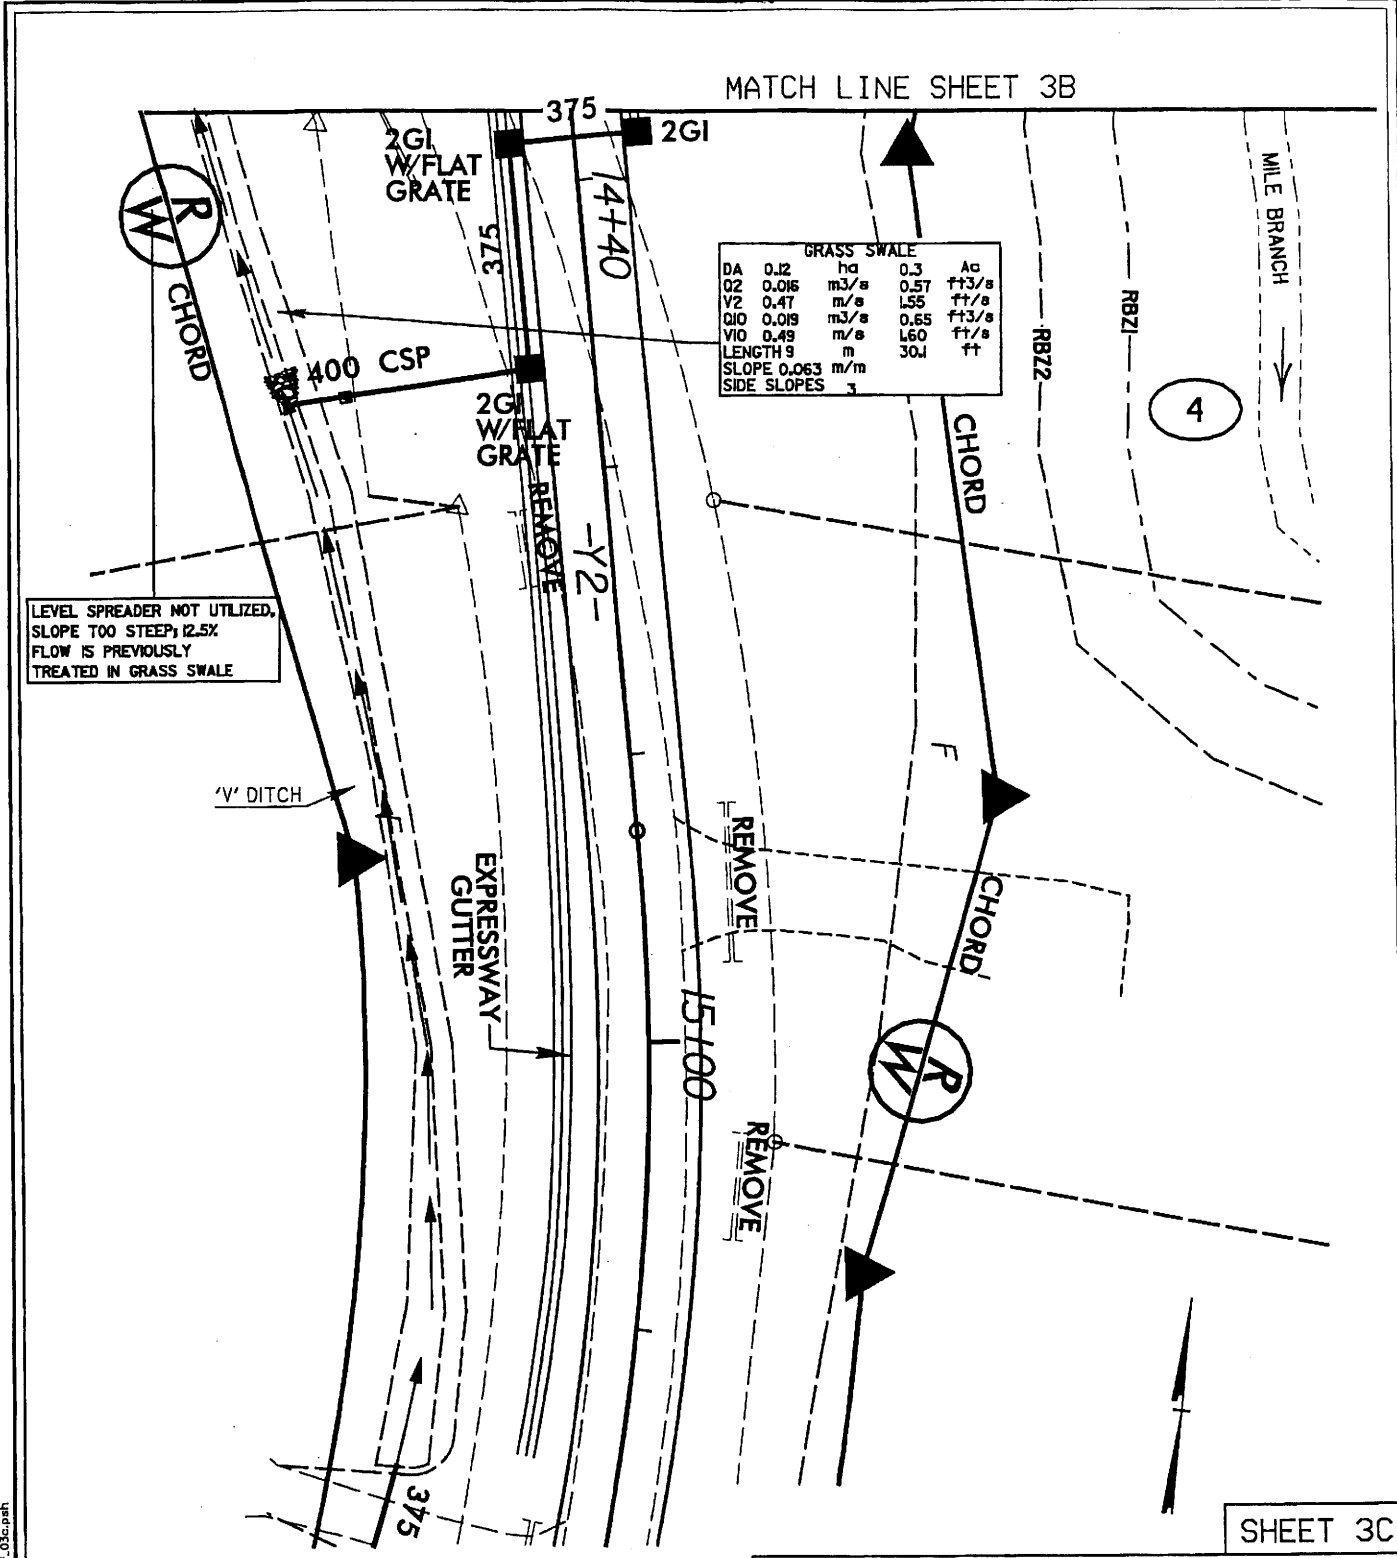 MATCH LINE SHEET 3B
375
2GI
W/FLAT
GRATE
2GI
375
14+40
R
W
CHORD
GRASS SWALE
DA 0.12 ha 0.3 Ac
Q2 0.016 m3/s 0.57 ft3/s
V2 0.47 m/s 1.55 ft/s
Q10 0.019 m3/s 0.65 ft3/s
V10 0.49 m/s 1.60 ft/s
LENGTH 9 m 30.1 ft
SLOPE 0.063 m/m
SIDE SLOPES 3
MILE BRANCH
RBZ1
RBZ2
4
400 CSP
2GI
W/FLAT
GRATE
CHORD
REMOVE
-Y2-
LEVEL SPREADER NOT UTILIZED,
SLOPE TOO STEEP; 12.5%
FLOW IS PREVIOUSLY
TREATED IN GRASS SWALE
F
'V' DITCH
REMOVE
EXPRESSWAY
GUTTER
CHORD
15+00
R
W
REMOVE
375
SHEET 3C
_03c.psh